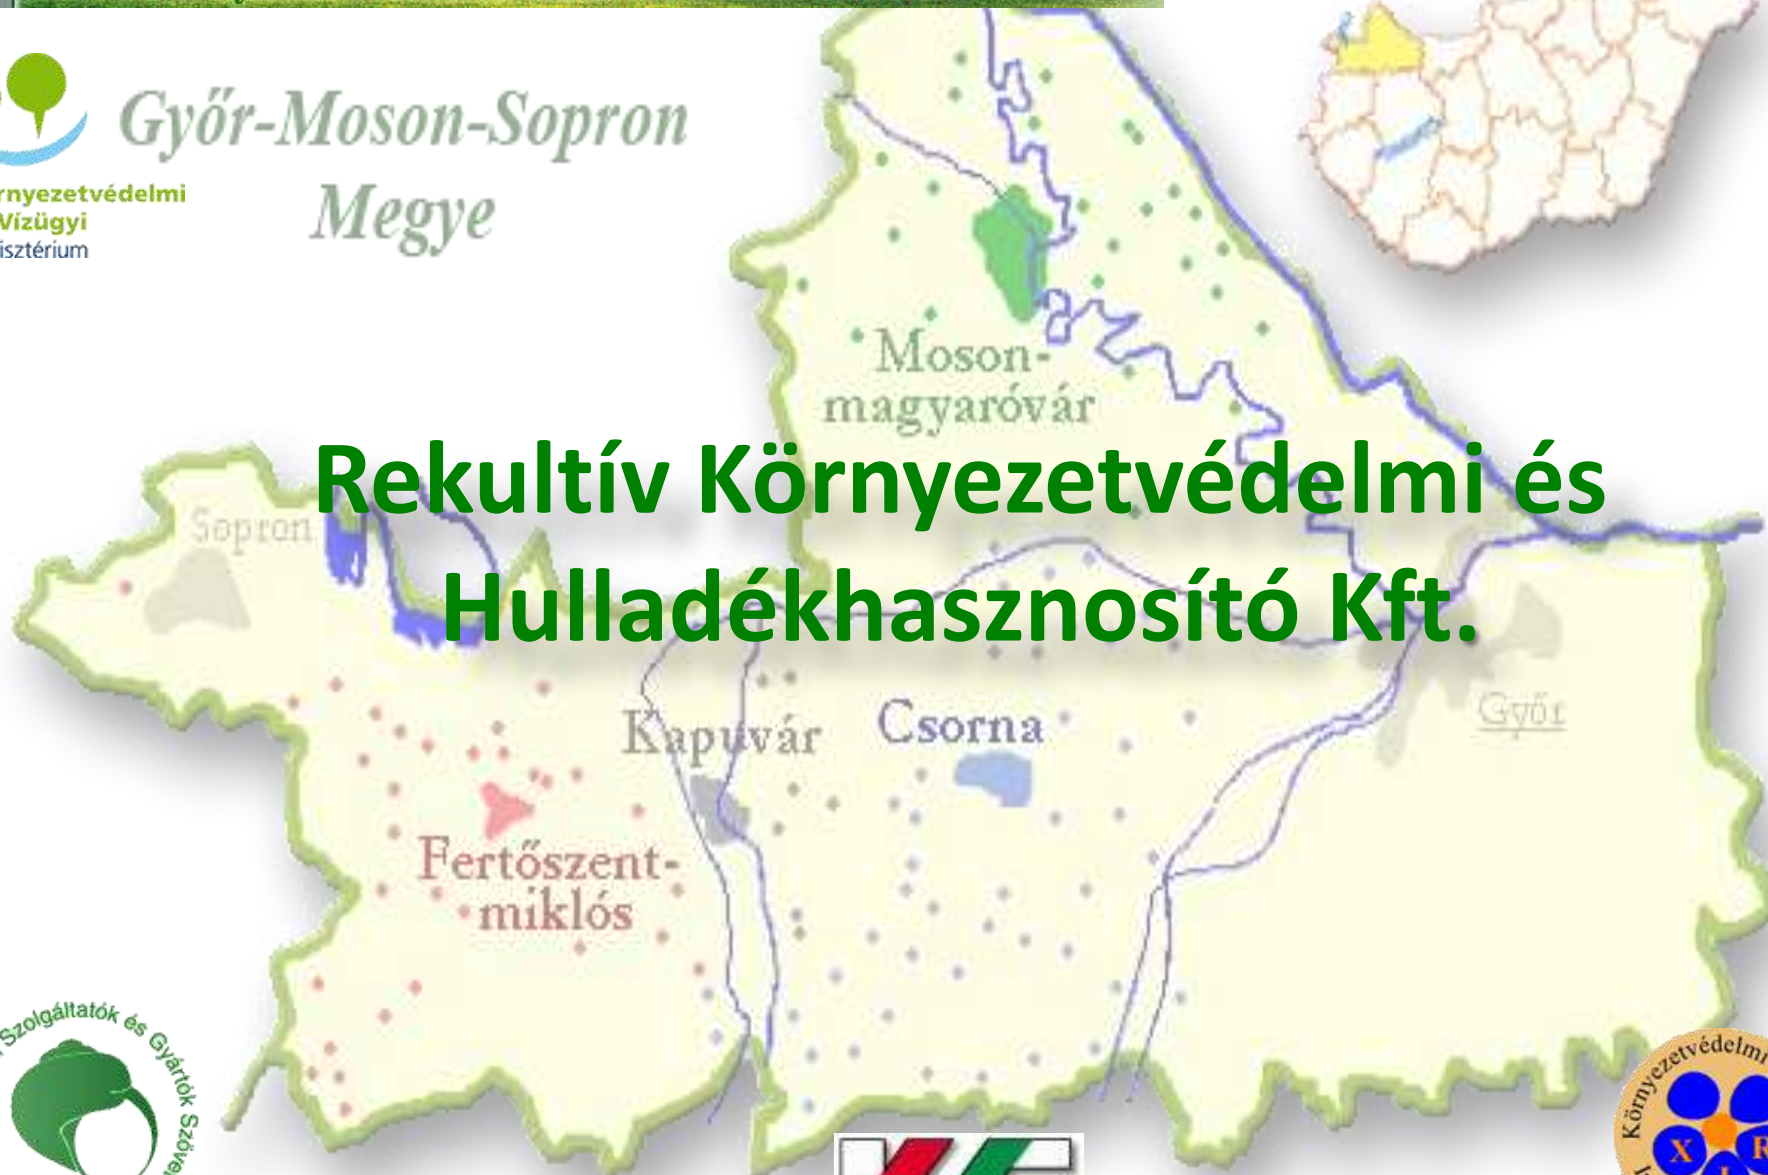 Győr-Moson-Sopron
Megye
rnyezetvédelmi
Vízügyi
isztérium
Moson-
magyaróvár
Rekultív Környezetvédelmi és
Hulladékhasznosító Kft.
Sopron
Kapuvár
Csorna
Győr
Fertőszent-
miklós
Szolgáltatók és Gyártók Szöve
Környezetvédelmi
X
R